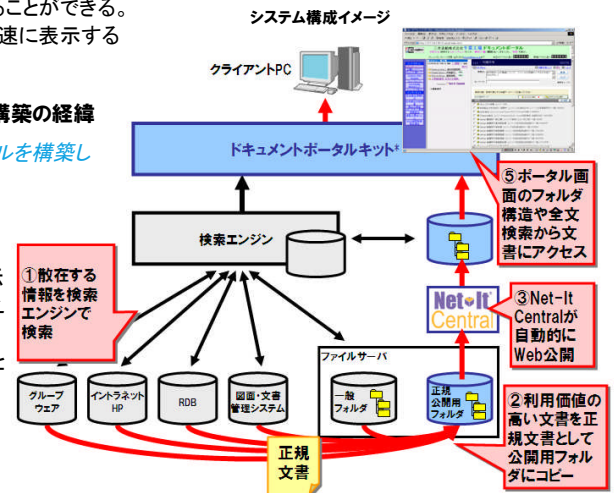 ることができる。
速に表示する
構築の経緯
ルを構築し
システム構成イメージ
クライアントPC
ドキュメントポータルキット*
⑤ポータル画
面のフォルダ
構造や全文
検索から文
書にアクセス
検索エンジン
①散在する
情報を検索
エンジンで
検索
Net-It
Central
③Net-It
Centralが
自動的に
Web公開
ファイルサーバ
グループ
ウェア
イントラネット
HP
RDB
図面・文書
管理システム
一般
フォルダ
正規
公開用
フォルダ
②利用価値の
高い文書を正
規文書として
公開用フォル
ダにコピー
正規
文書